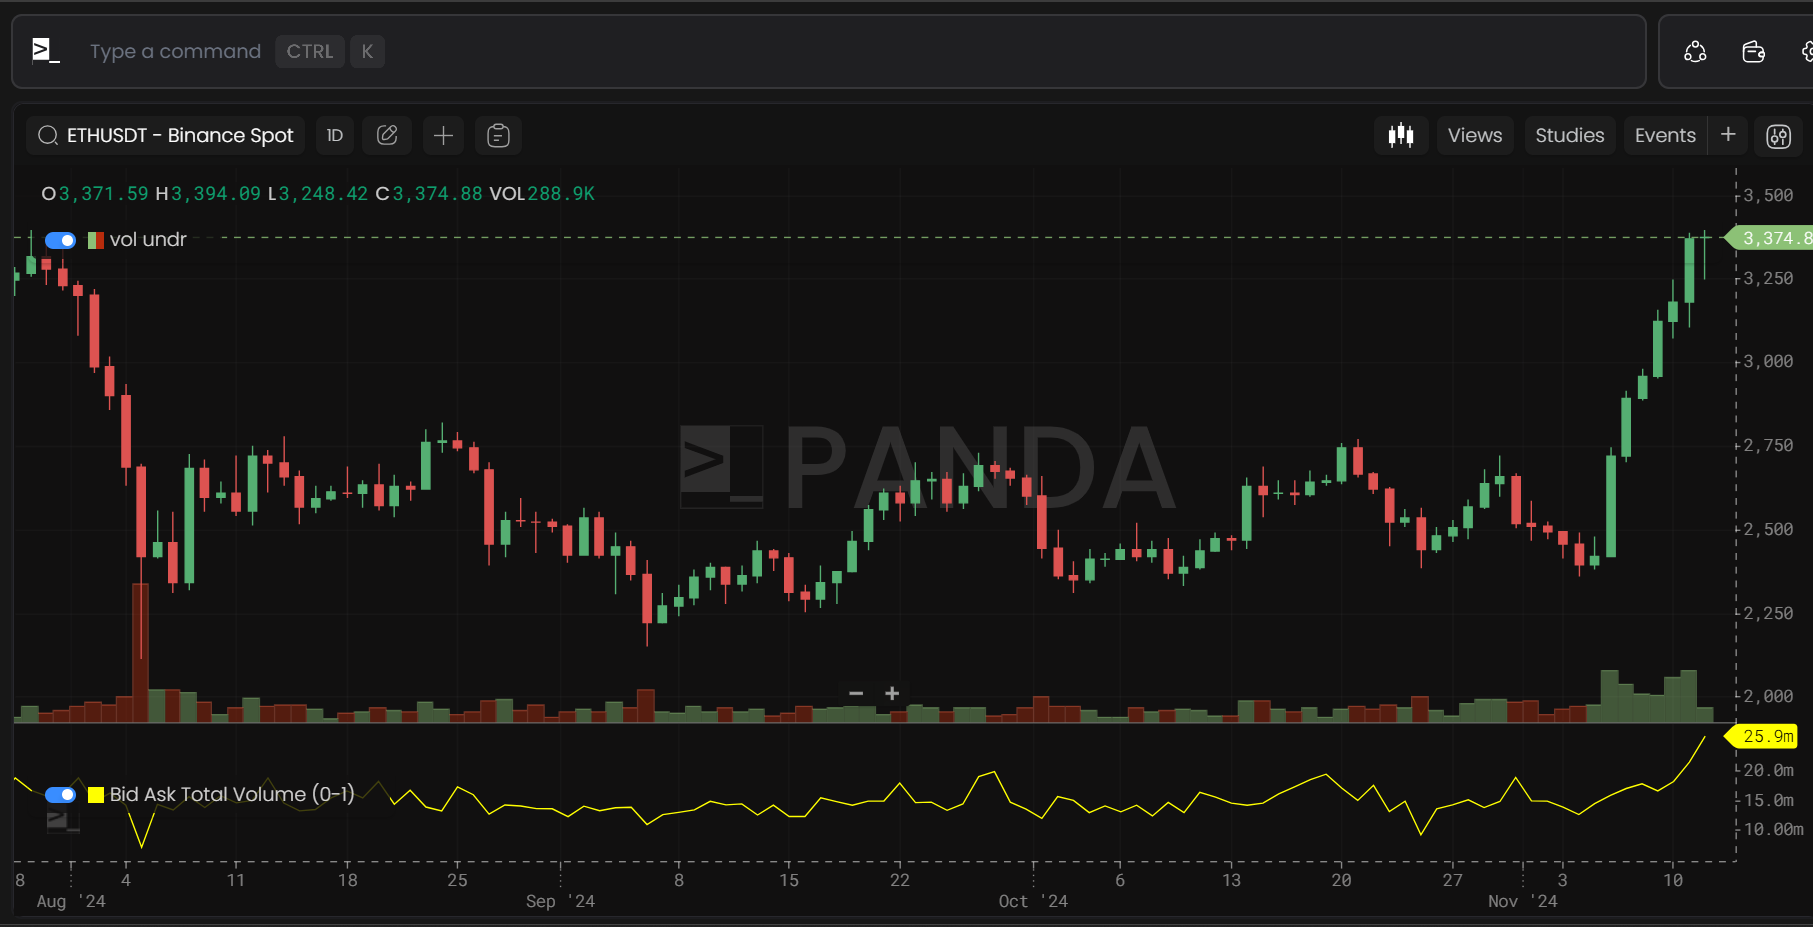 >_ Type a command CTRL K
ETHUSDT - Binance Spot 1D Views Studies Events +
O3,371.59 H3,394.09 L3,248.42 C3,374.88 VOL288.9K
vol undr
3,500
3,374.8
3,250
3,000
2,750
2,500
2,250
2,000
>_ PANDA
− +
25.9m
20.0m
15.0m
10.00m
Bid Ask Total Volume (0-1)
8 4 11 18 25 8 15 22 6 13 20 27 3 10
Aug '24 Sep '24 Oct '24 Nov '24